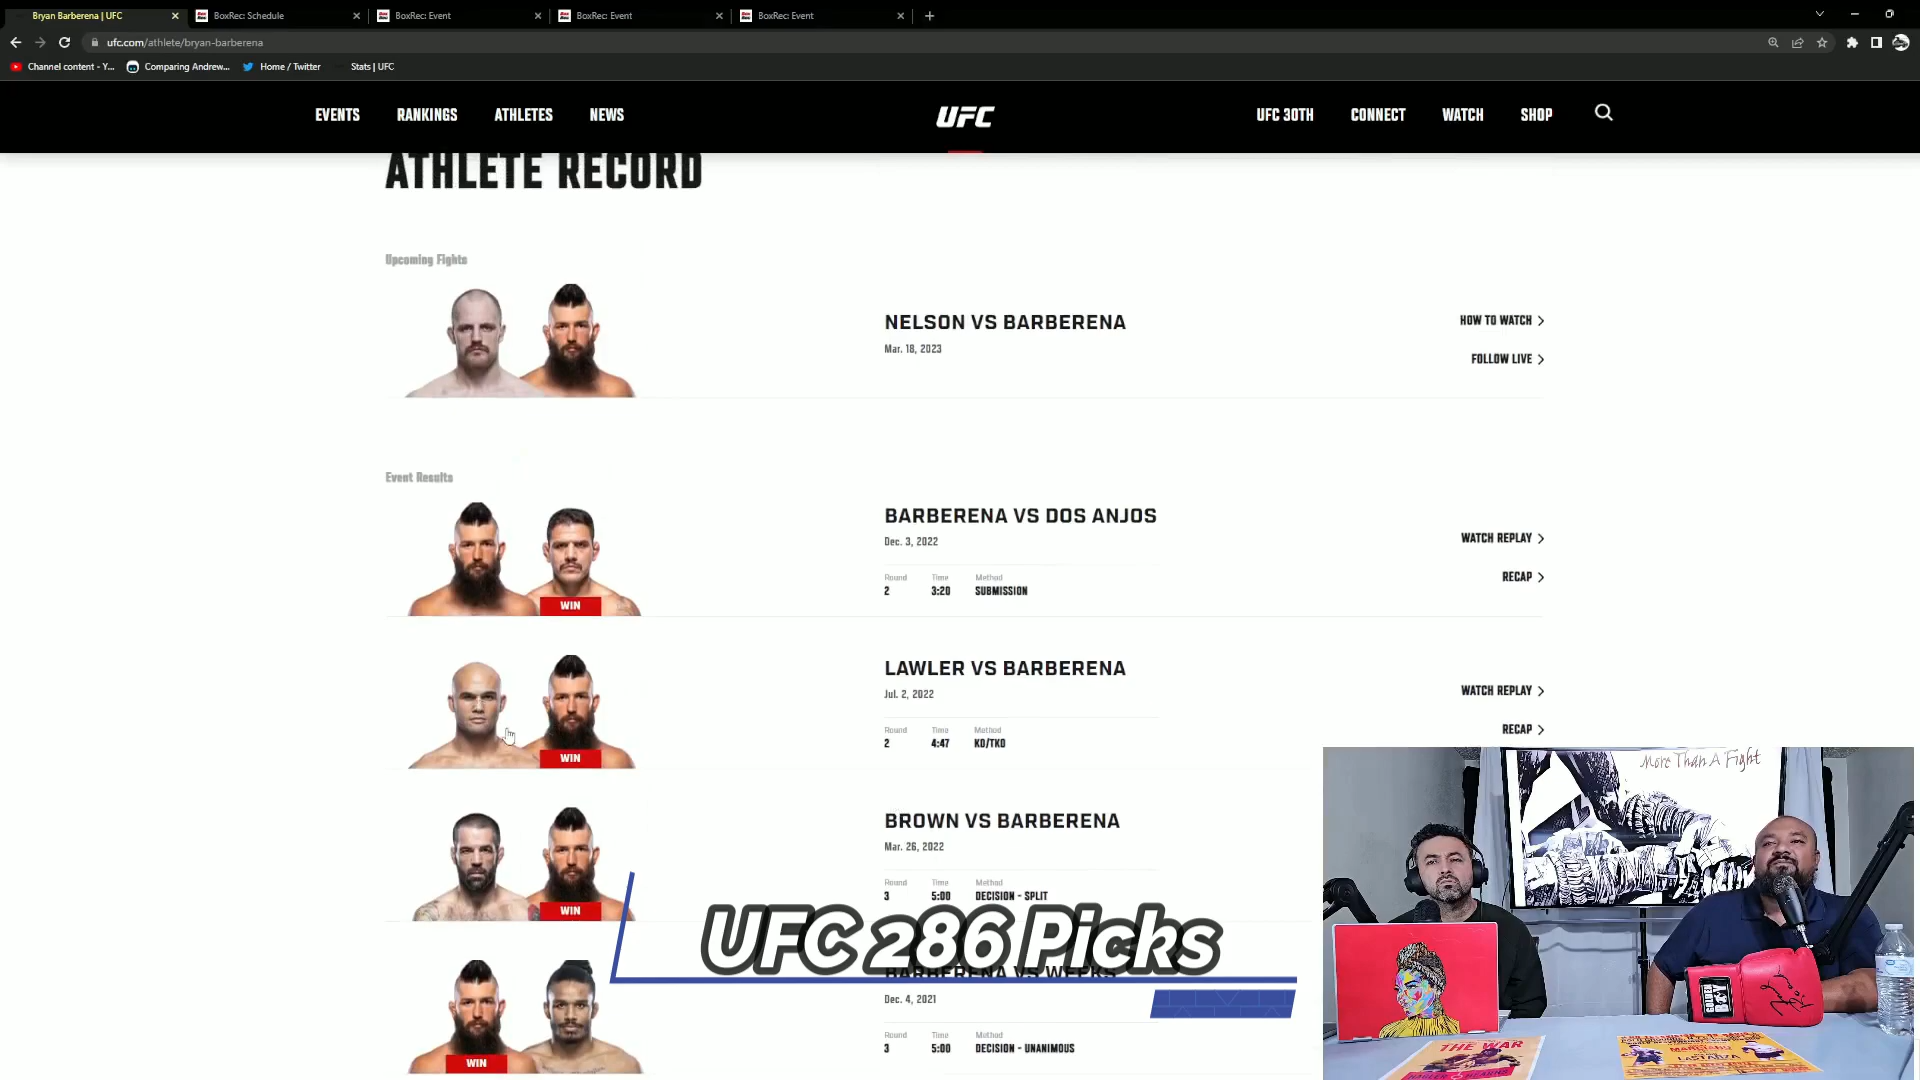 Bryan Barberena | UFC
BoxRec: Schedule
BoxRec: Event
BoxRec: Event
BoxRec: Event
ufc.com/athlete/bryan-barberena
Channel content - Y...
Comparing Andrew...
Home / Twitter
Stats | UFC
EVENTS
RANKINGS
ATHLETES
NEWS
UFC
UFC 30TH
CONNECT
WATCH
SHOP
ATHLETE RECORD
Upcoming Fights
NELSON VS BARBERENA
Mar. 18, 2023
HOW TO WATCH
FOLLOW LIVE
Event Results
BARBERENA VS DOS ANJOS
Dec. 3, 2022
Round Time Method
2 3:20 SUBMISSION
WATCH REPLAY
RECAP
WIN
LAWLER VS BARBERENA
Jul. 2, 2022
Round Time Method
2 4:47 KO/TKO
WATCH REPLAY
RECAP
WIN
BROWN VS BARBERENA
Mar. 26, 2022
Round Time Method
3 5:00 DECISION - SPLIT
WIN
UFC 286 Picks
BARBERENA VS WEEKS
Dec. 4, 2021
Round Time Method
3 5:00 DECISION - UNANIMOUS
WIN
More Than A Fight
THE WAR